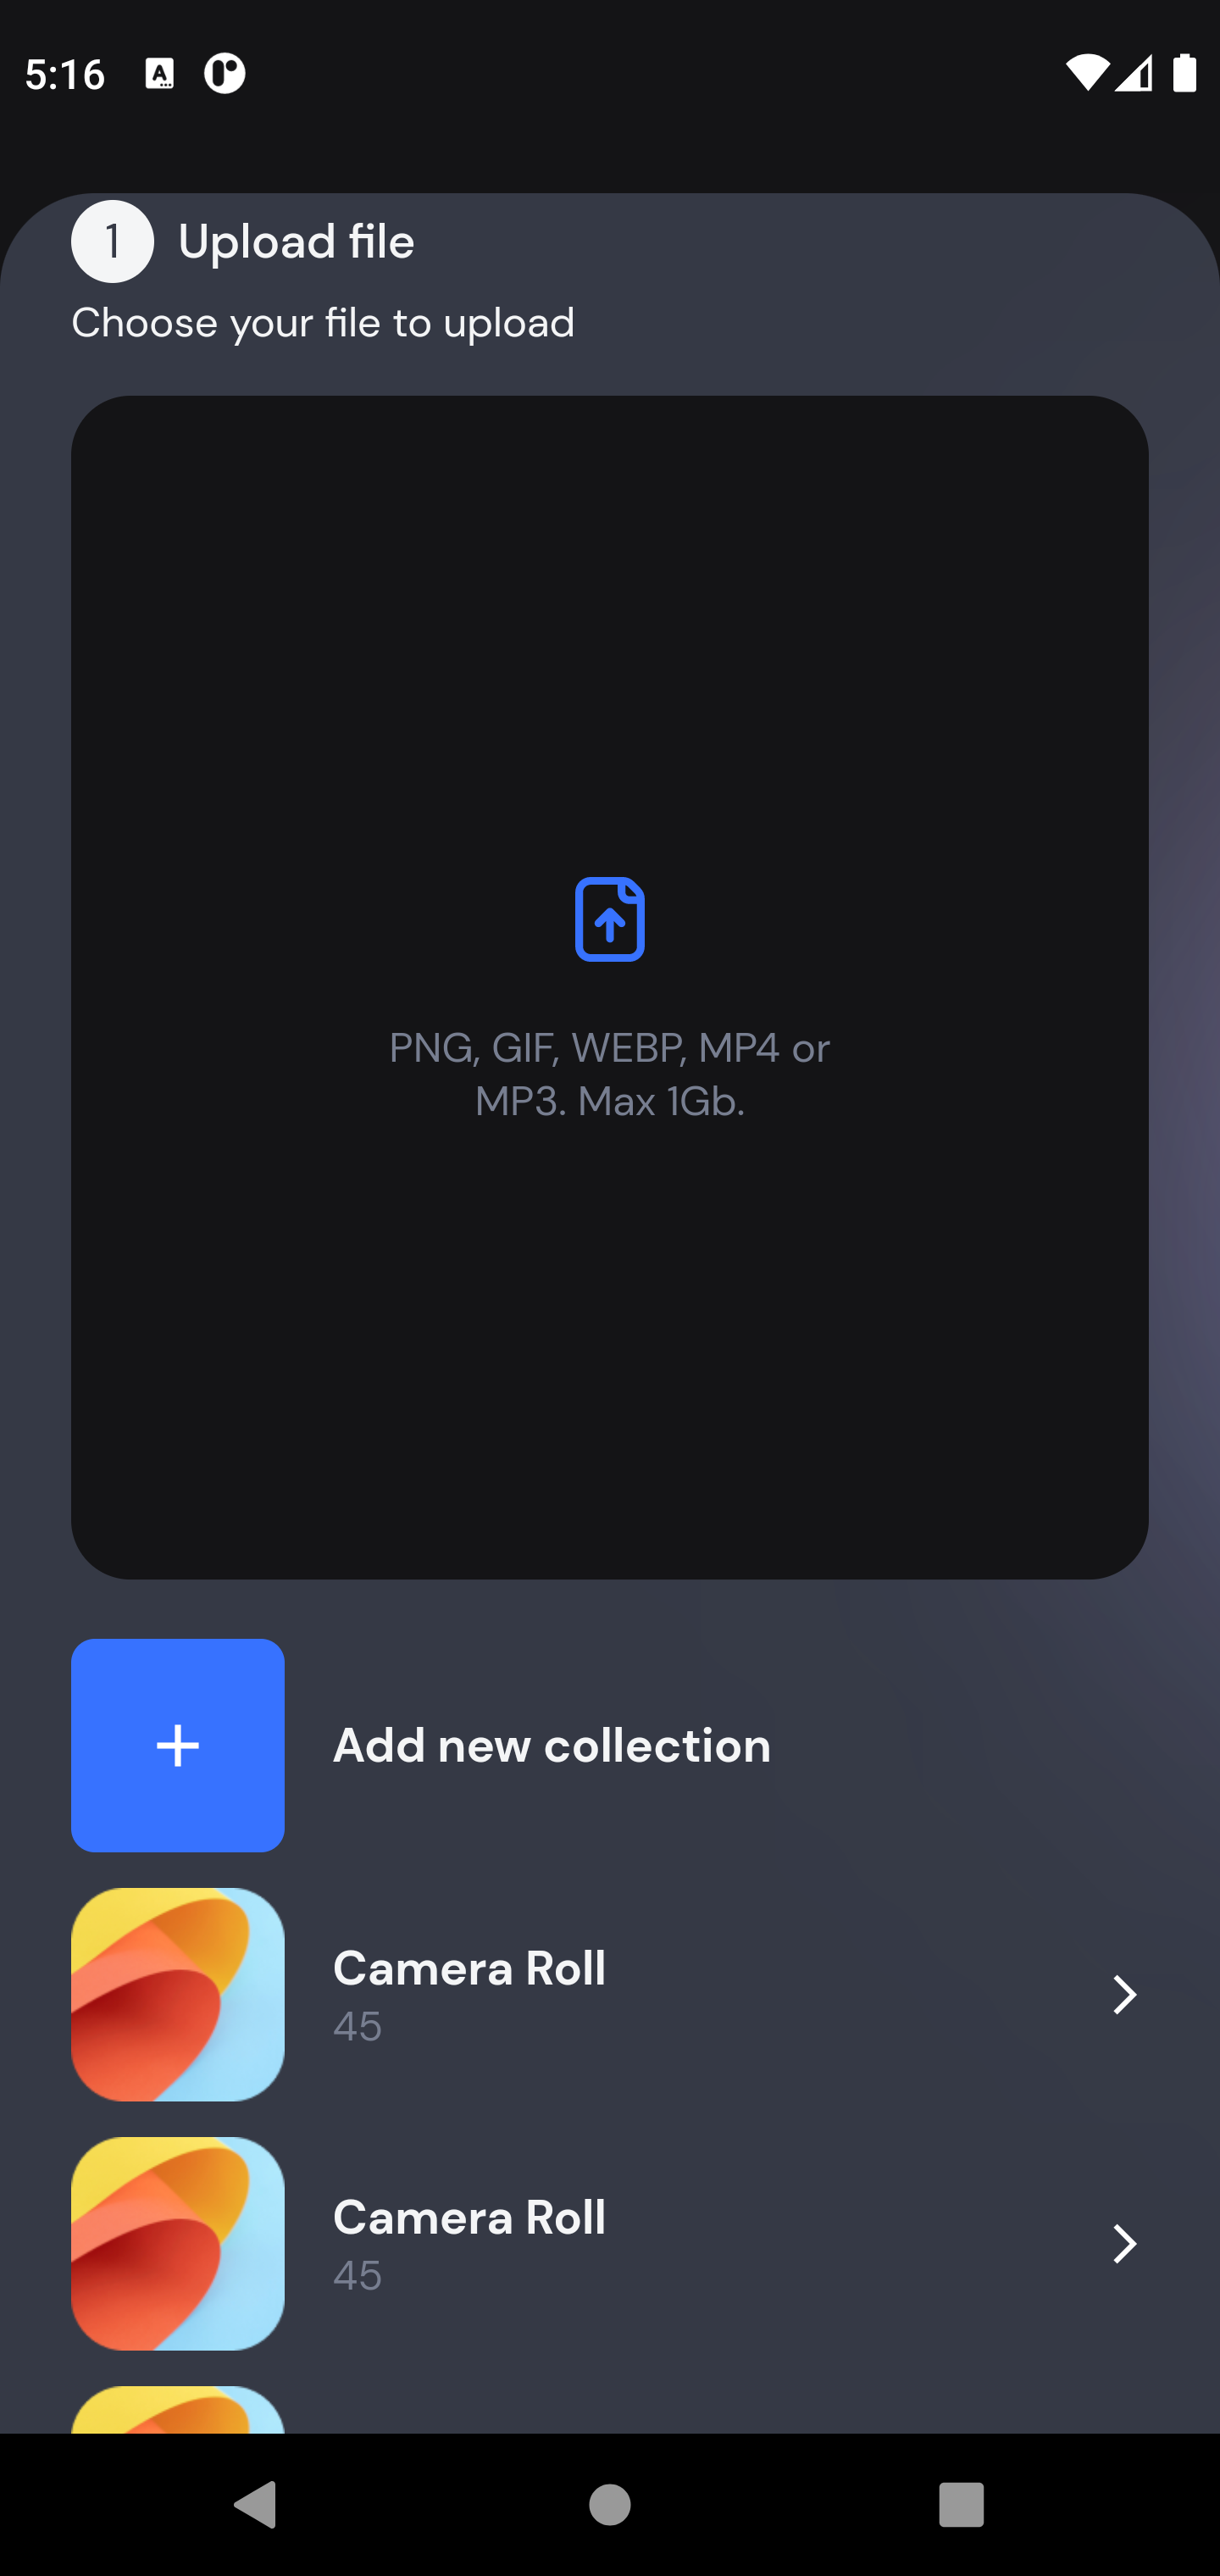 5:16
1 Upload file
Choose your file to upload
PNG, GIF, WEBP, MP4 or
MP3. Max 1Gb.
Add new collection
Camera Roll
45
Camera Roll
45